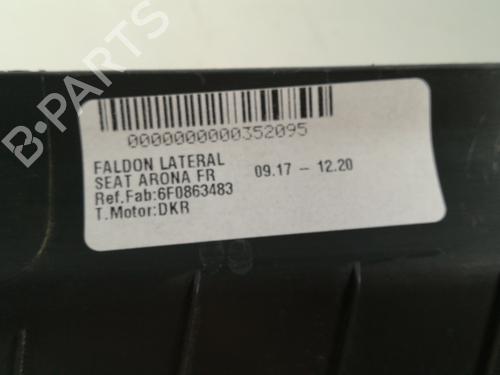 0000000000352095
FALDON LATERAL
SEAT ARONA FR 09.17 - 12.20
Ref.Fab:6F0863483
T.Motor:DKR
B-PARTS